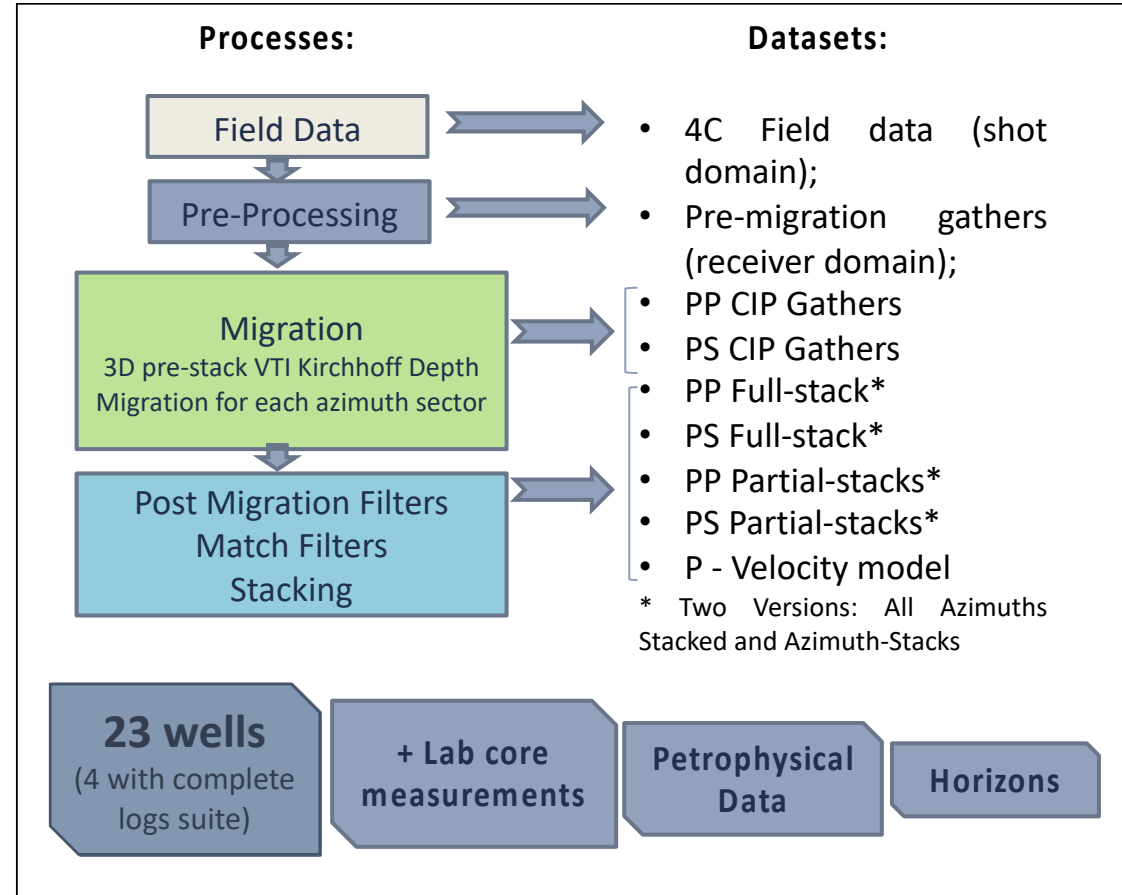 Processes:
Datasets:
Field Data
Pre-Processing
Migration
3D pre-stack VTI Kirchhoff Depth
Migration for each azimuth sector
Post Migration Filters
Match Filters
Stacking
• 4C Field data (shot
domain);
• Pre-migration gathers
(receiver domain);
• PP CIP Gathers
• PS CIP Gathers
• PP Full-stack*
• PS Full-stack*
• PP Partial-stacks*
• PS Partial-stacks*
• P - Velocity model
* Two Versions: All Azimuths
Stacked and Azimuth-Stacks
23 wells
(4 with complete
logs suite)
+ Lab core
measurements
Petrophysical
Data
Horizons